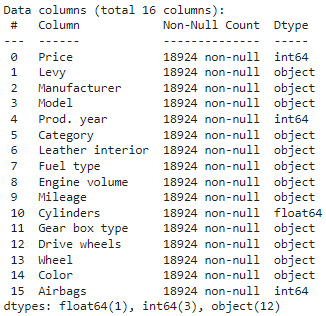 Data columns (total 16 columns):
 #   Column            Non-Null Count  Dtype
---  ------            --------------  -----
 0   Price             18924 non-null  int64
 1   Levy              18924 non-null  object
 2   Manufacturer      18924 non-null  object
 3   Model             18924 non-null  object
 4   Prod. year        18924 non-null  int64
 5   Category          18924 non-null  object
 6   Leather interior  18924 non-null  object
 7   Fuel type         18924 non-null  object
 8   Engine volume     18924 non-null  object
 9   Mileage           18924 non-null  object
 10  Cylinders         18924 non-null  float64
 11  Gear box type     18924 non-null  object
 12  Drive wheels      18924 non-null  object
 13  Wheel             18924 non-null  object
 14  Color             18924 non-null  object
 15  Airbags           18924 non-null  int64
dtypes: float64(1), int64(3), object(12)